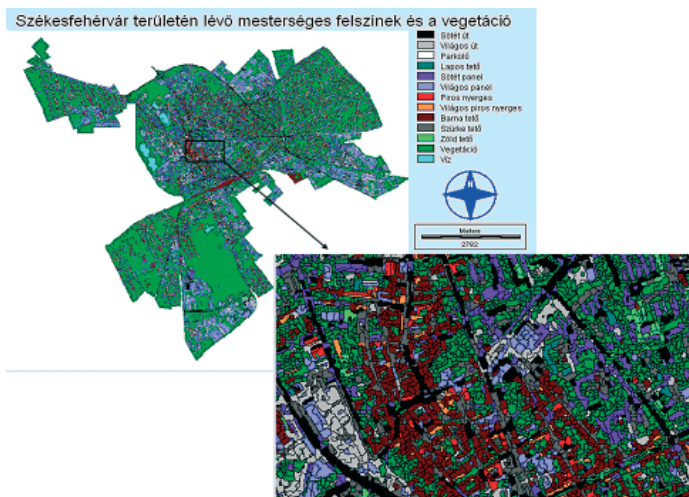 Székesfehérvár területén lévő mesterséges felszínek és a vegetáció
Sötét út
Világos út
Parkoló
Lapos tető
Sötét panel
Világos panel
Piros nyerges
Világos piros nyerges
Barna tető
Szürke tető
Zöld tető
Vegetáció
Víz
N
Meters
2792